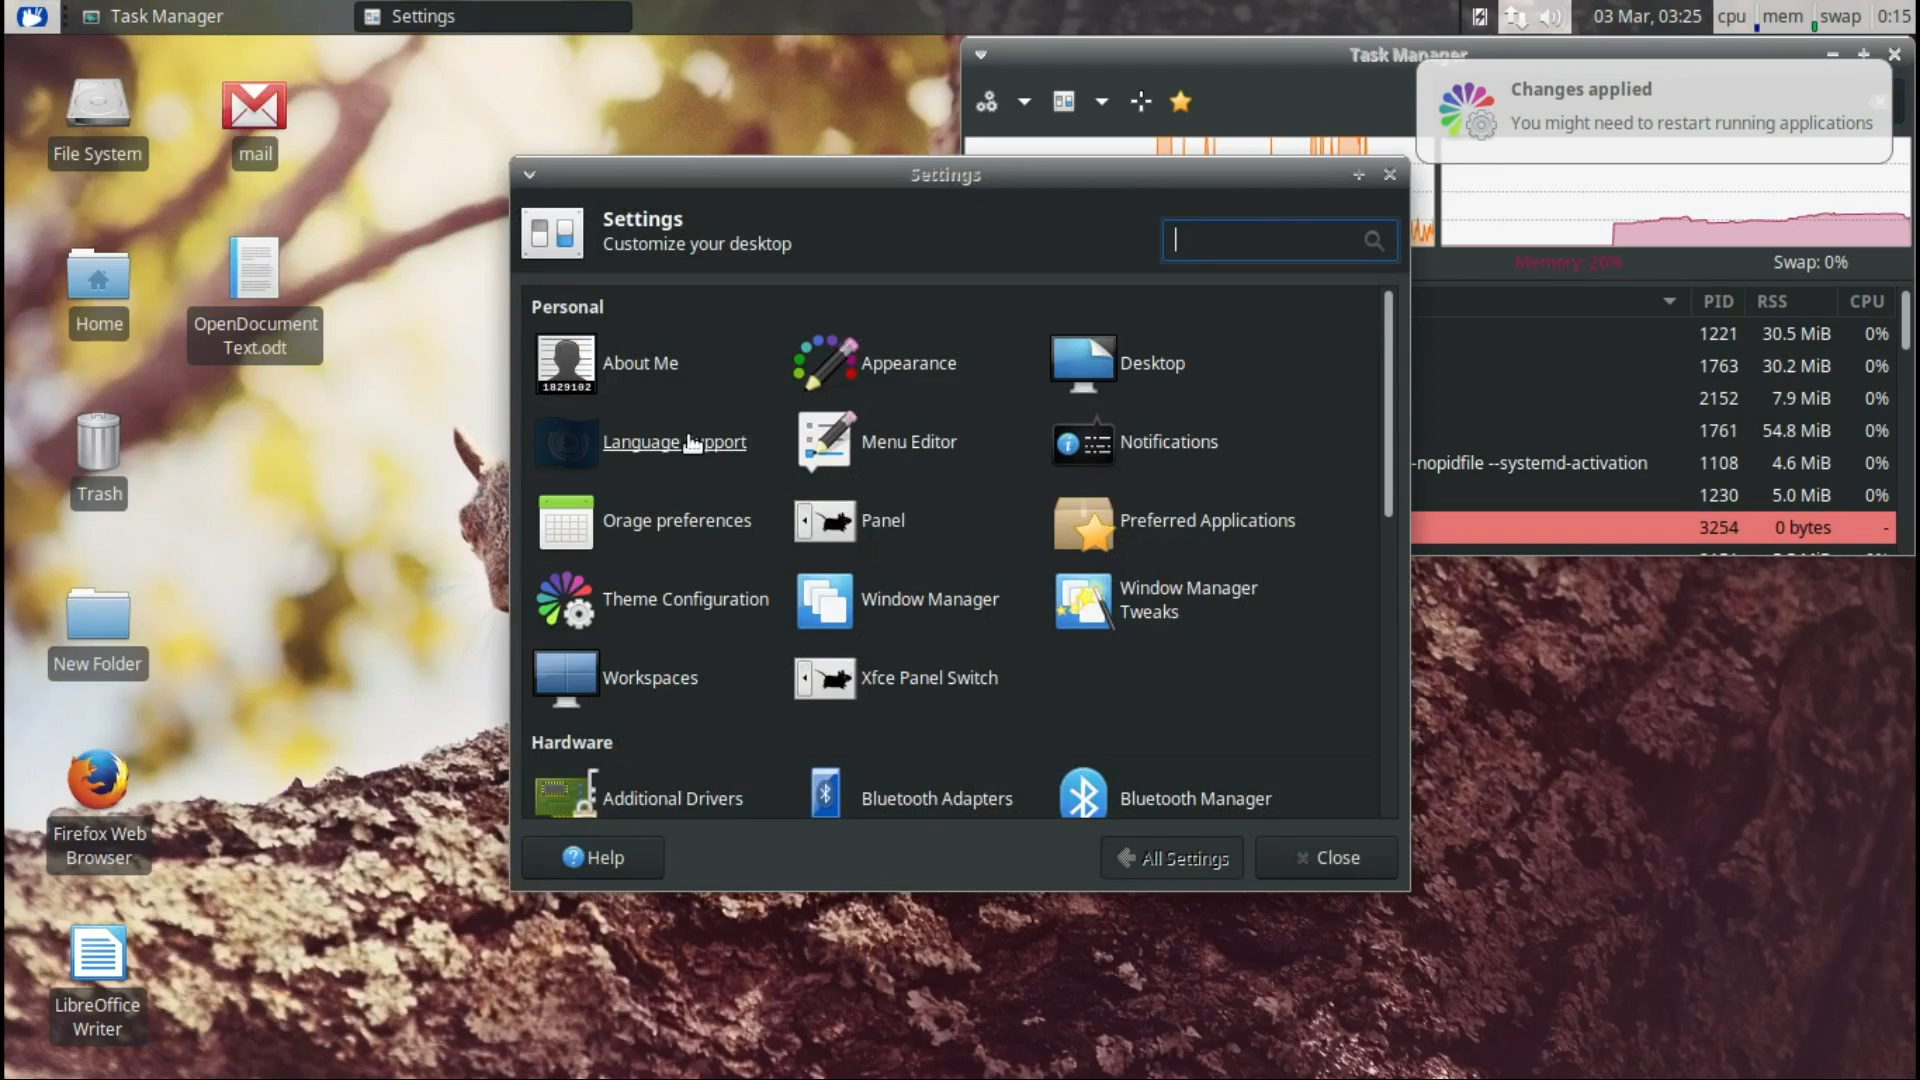 Task Manager
Settings
03 Mar, 03:25
cpu
mem
swap
0:15
File System
mail
Home
OpenDocument
Text.odt
Trash
New Folder
Firefox Web
Browser
LibreOffice
Writer
Task Manager
Changes applied
You might need to restart running applications
Memory: 26%
Swap: 0%
PID RSS CPU
1221 30.5 MiB 0%
1763 30.2 MiB 0%
2152 7.9 MiB 0%
1761 54.8 MiB 0%
-nopidfile --systemd-activation 1108 4.6 MiB 0%
1230 5.0 MiB 0%
3254 0 bytes -
Settings
Settings
Customize your desktop
Personal
About Me
1829102
Appearance
Desktop
Language
Menu Editor
Notifications
Orage preferences
Panel
Preferred Applications
Theme Configuration
Window Manager
Window Manager
Tweaks
Workspaces
Xfce Panel Switch
Hardware
Additional Drivers
Bluetooth Adapters
Bluetooth Manager
Help
All Settings
Close